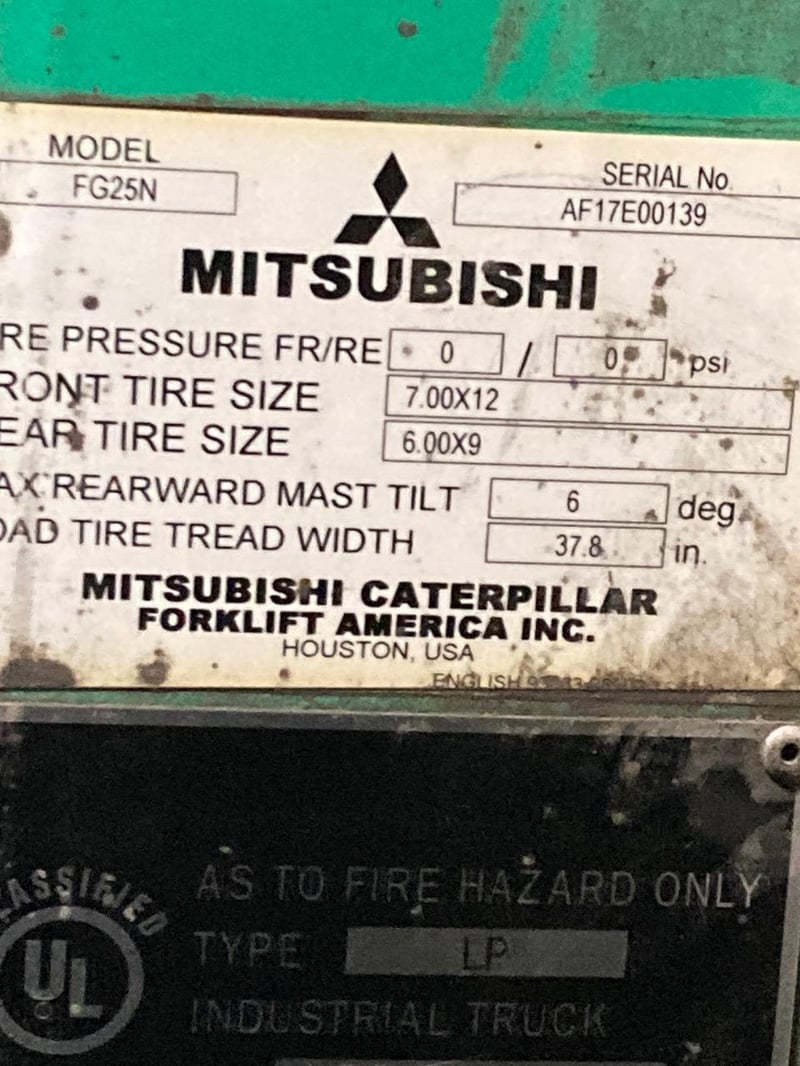 MODEL
FG25N
SERIAL No.
AF17E00139
MITSUBISHI
RE PRESSURE FR/RE 0 / 0 psi
RONT TIRE SIZE 7.00X12
EAR TIRE SIZE 6.00X9
AX REARWARD MAST TILT 6 deg.
OAD TIRE TREAD WIDTH 37.8 in.
MITSUBISHI CATERPILLAR
FORKLIFT AMERICA INC.
HOUSTON, USA
ENGLISH
LASSIFIED
UL
AS TO FIRE HAZARD ONLY
TYPE LP
INDUSTRIAL TRUCK